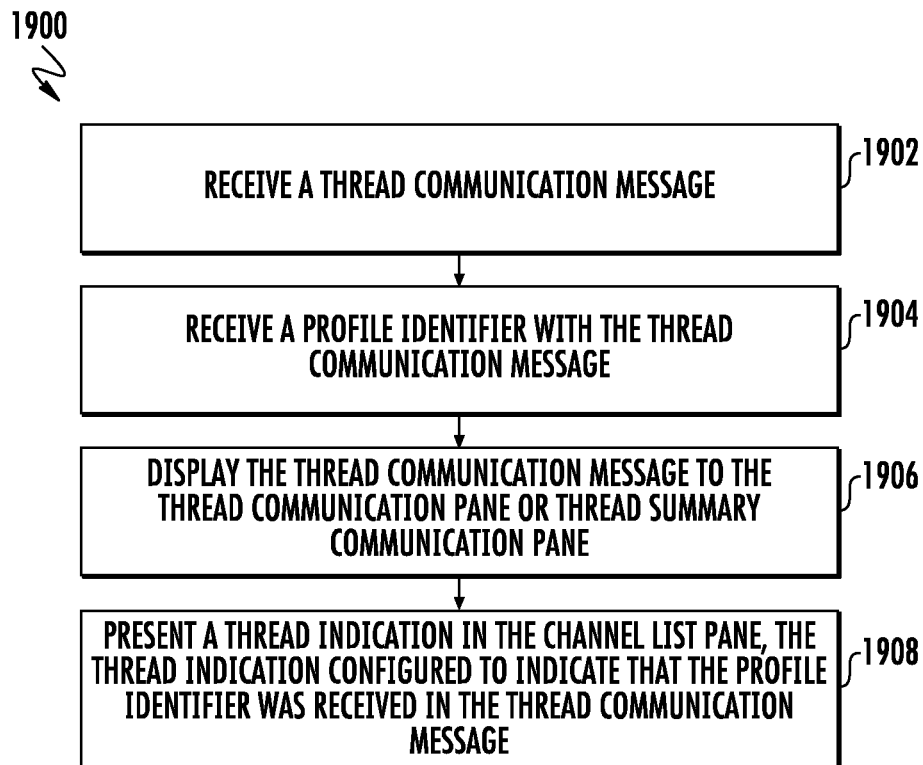 1900
RECEIVE A THREAD COMMUNICATION MESSAGE
1902
RECEIVE A PROFILE IDENTIFIER WITH THE THREAD
COMMUNICATION MESSAGE
1904
DISPLAY THE THREAD COMMUNICATION MESSAGE TO THE
THREAD COMMUNICATION PANE OR THREAD SUMMARY
COMMUNICATION PANE
1906
PRESENT A THREAD INDICATION IN THE CHANNEL LIST PANE, THE
THREAD INDICATION CONFIGURED TO INDICATE THAT THE PROFILE
IDENTIFIER WAS RECEIVED IN THE THREAD COMMUNICATION
MESSAGE
1908